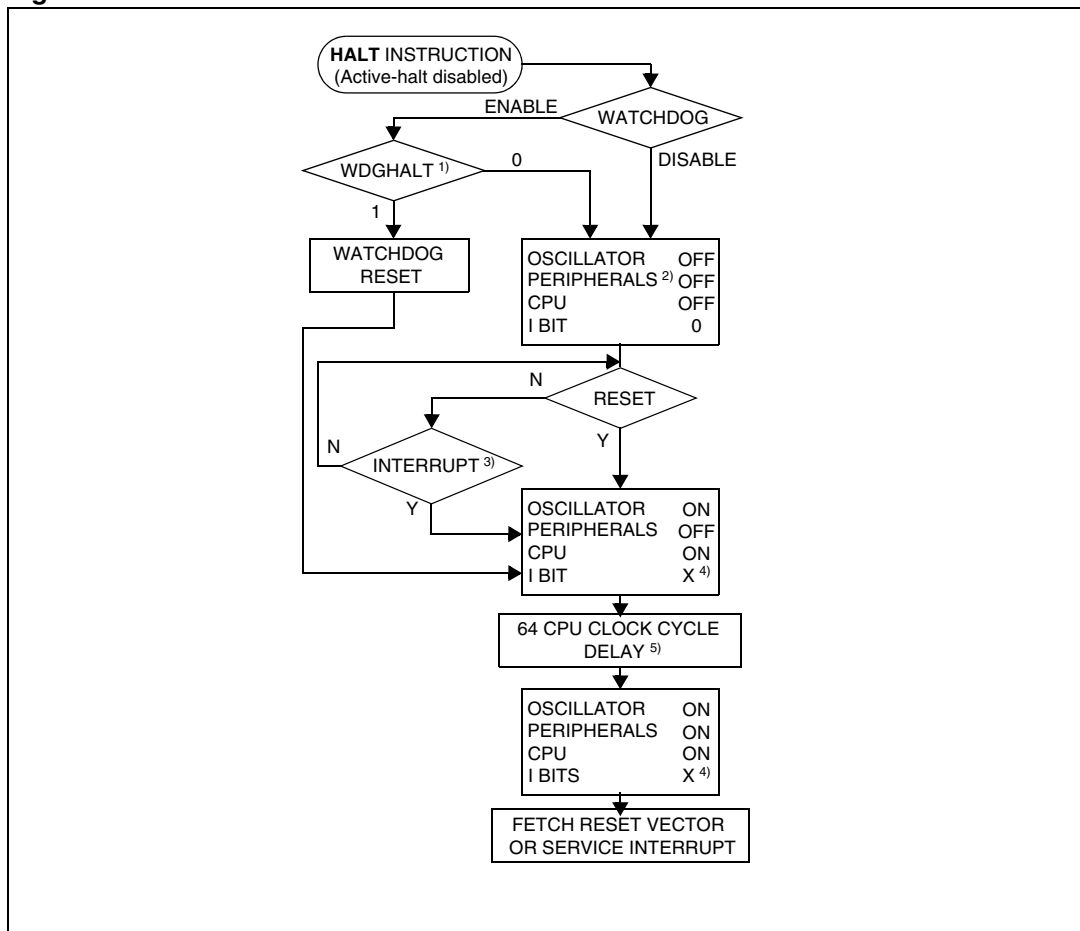 HALT INSTRUCTION
(Active-halt disabled)
ENABLE
WATCHDOG
DISABLE
WDGHALT 1)
0
1
WATCHDOG
RESET
OSCILLATOR OFF
PERIPHERALS 2) OFF
CPU OFF
I BIT 0
N
RESET
Y
N
INTERRUPT 3)
Y
OSCILLATOR ON
PERIPHERALS OFF
CPU ON
I BIT X 4)
64 CPU CLOCK CYCLE
DELAY 5)
OSCILLATOR ON
PERIPHERALS ON
CPU ON
I BITS X 4)
FETCH RESET VECTOR
OR SERVICE INTERRUPT